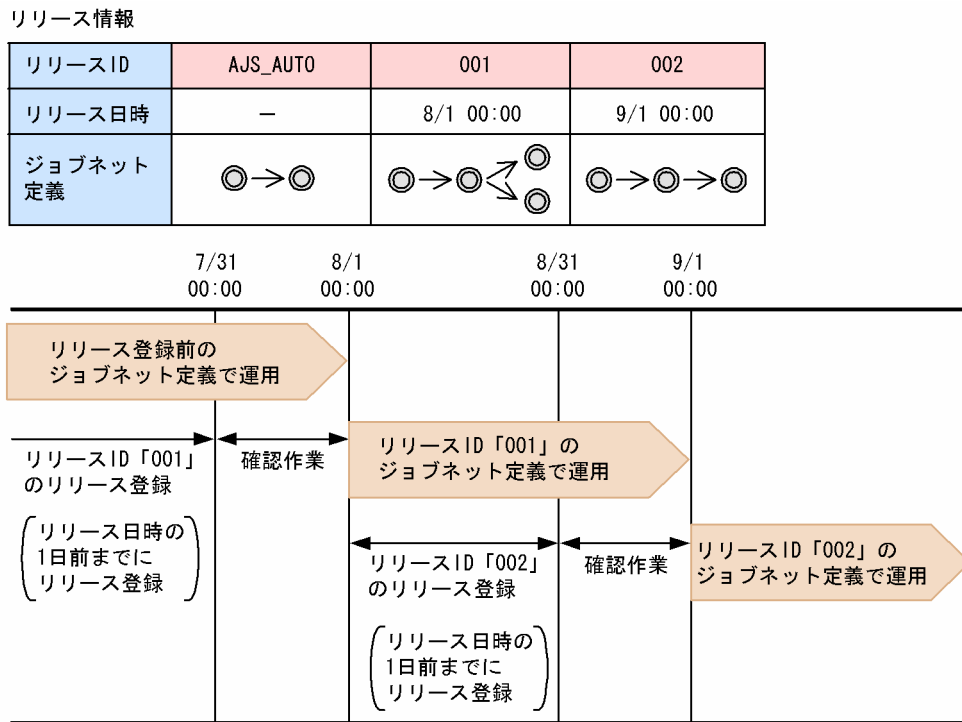 リリース情報
リリースID AJS_AUTO 001 002
リリース日時 － 8/1 00:00 9/1 00:00
ジョブネット
定義
7/31 8/1 8/31 9/1
00:00 00:00 00:00 00:00
リリース登録前の
ジョブネット定義で運用
リリースID「001」
のリリース登録
確認作業
リリースID「001」の
ジョブネット定義で運用
リリース日時の
1日前までに
リリース登録
リリースID「002」
のリリース登録
確認作業
リリースID「002」の
ジョブネット定義で運用
リリース日時の
1日前までに
リリース登録